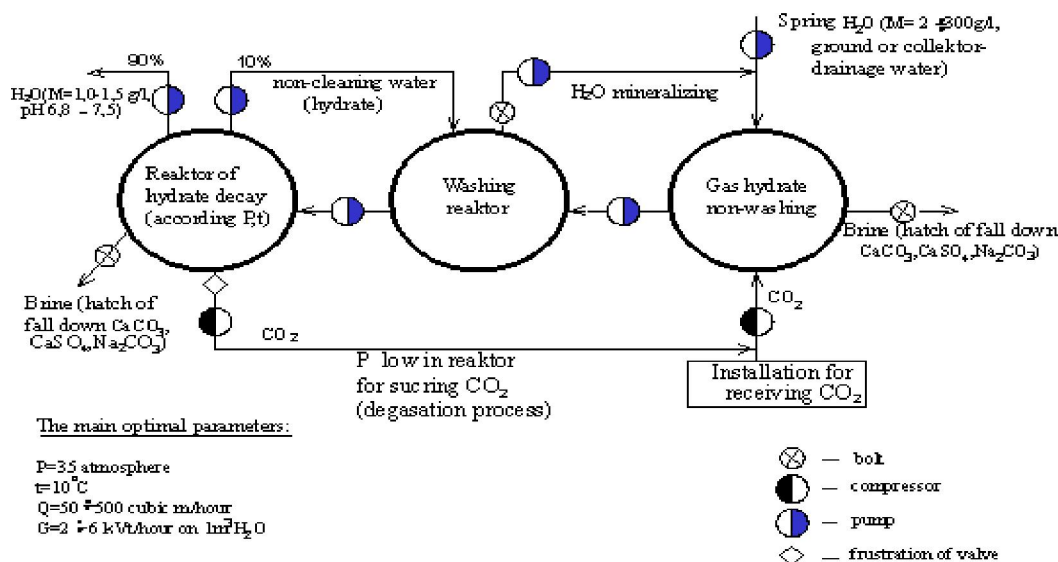 90%
H₂O(M=1,0-1,5 g/l,
pH 6,8 – 7,5)
10%
non-cleaning water
(hydrate)
H₂O mineralizing
Spring H₂O (M= 2 ÷300g/l,
ground or collektor-
drainage water)
Reaktor of
hydrate decay
(according P,t)
Washing
reaktor
Gas hydrate
non-washing
Brine (hatch of fall down
CaCO₃,CaSO₄,Na₂CO₃)
Brine (hatch of
fall down CaCO₃,
CaSO₄,Na₂CO₃)
CO₂
CO₂
P low in reaktor
for sucring CO₂
(degasation process)
Installation for
receiving CO₂
The main optimal parameters:
P=35 atmosphere
t=10°C
Q=50 ÷500 cubic m/hour
G=2 ÷6 kVt/hour on 1m³H₂O
— bolt
— compressor
— pump
— frustration of valve